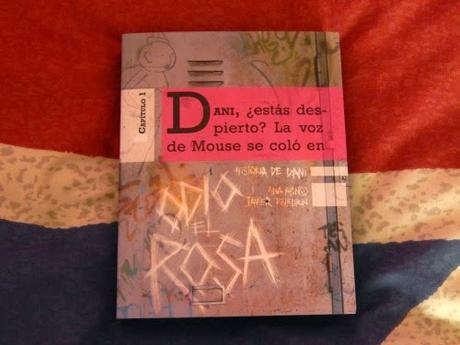 CAPÍTULO 1
DANI, ¿estás des-
pierto? La voz
de Mouse se coló en
HISTORIA DE DANI
ANA ALONSO
JAVIER PELEGRÍN
ODIO
EL
ROSA